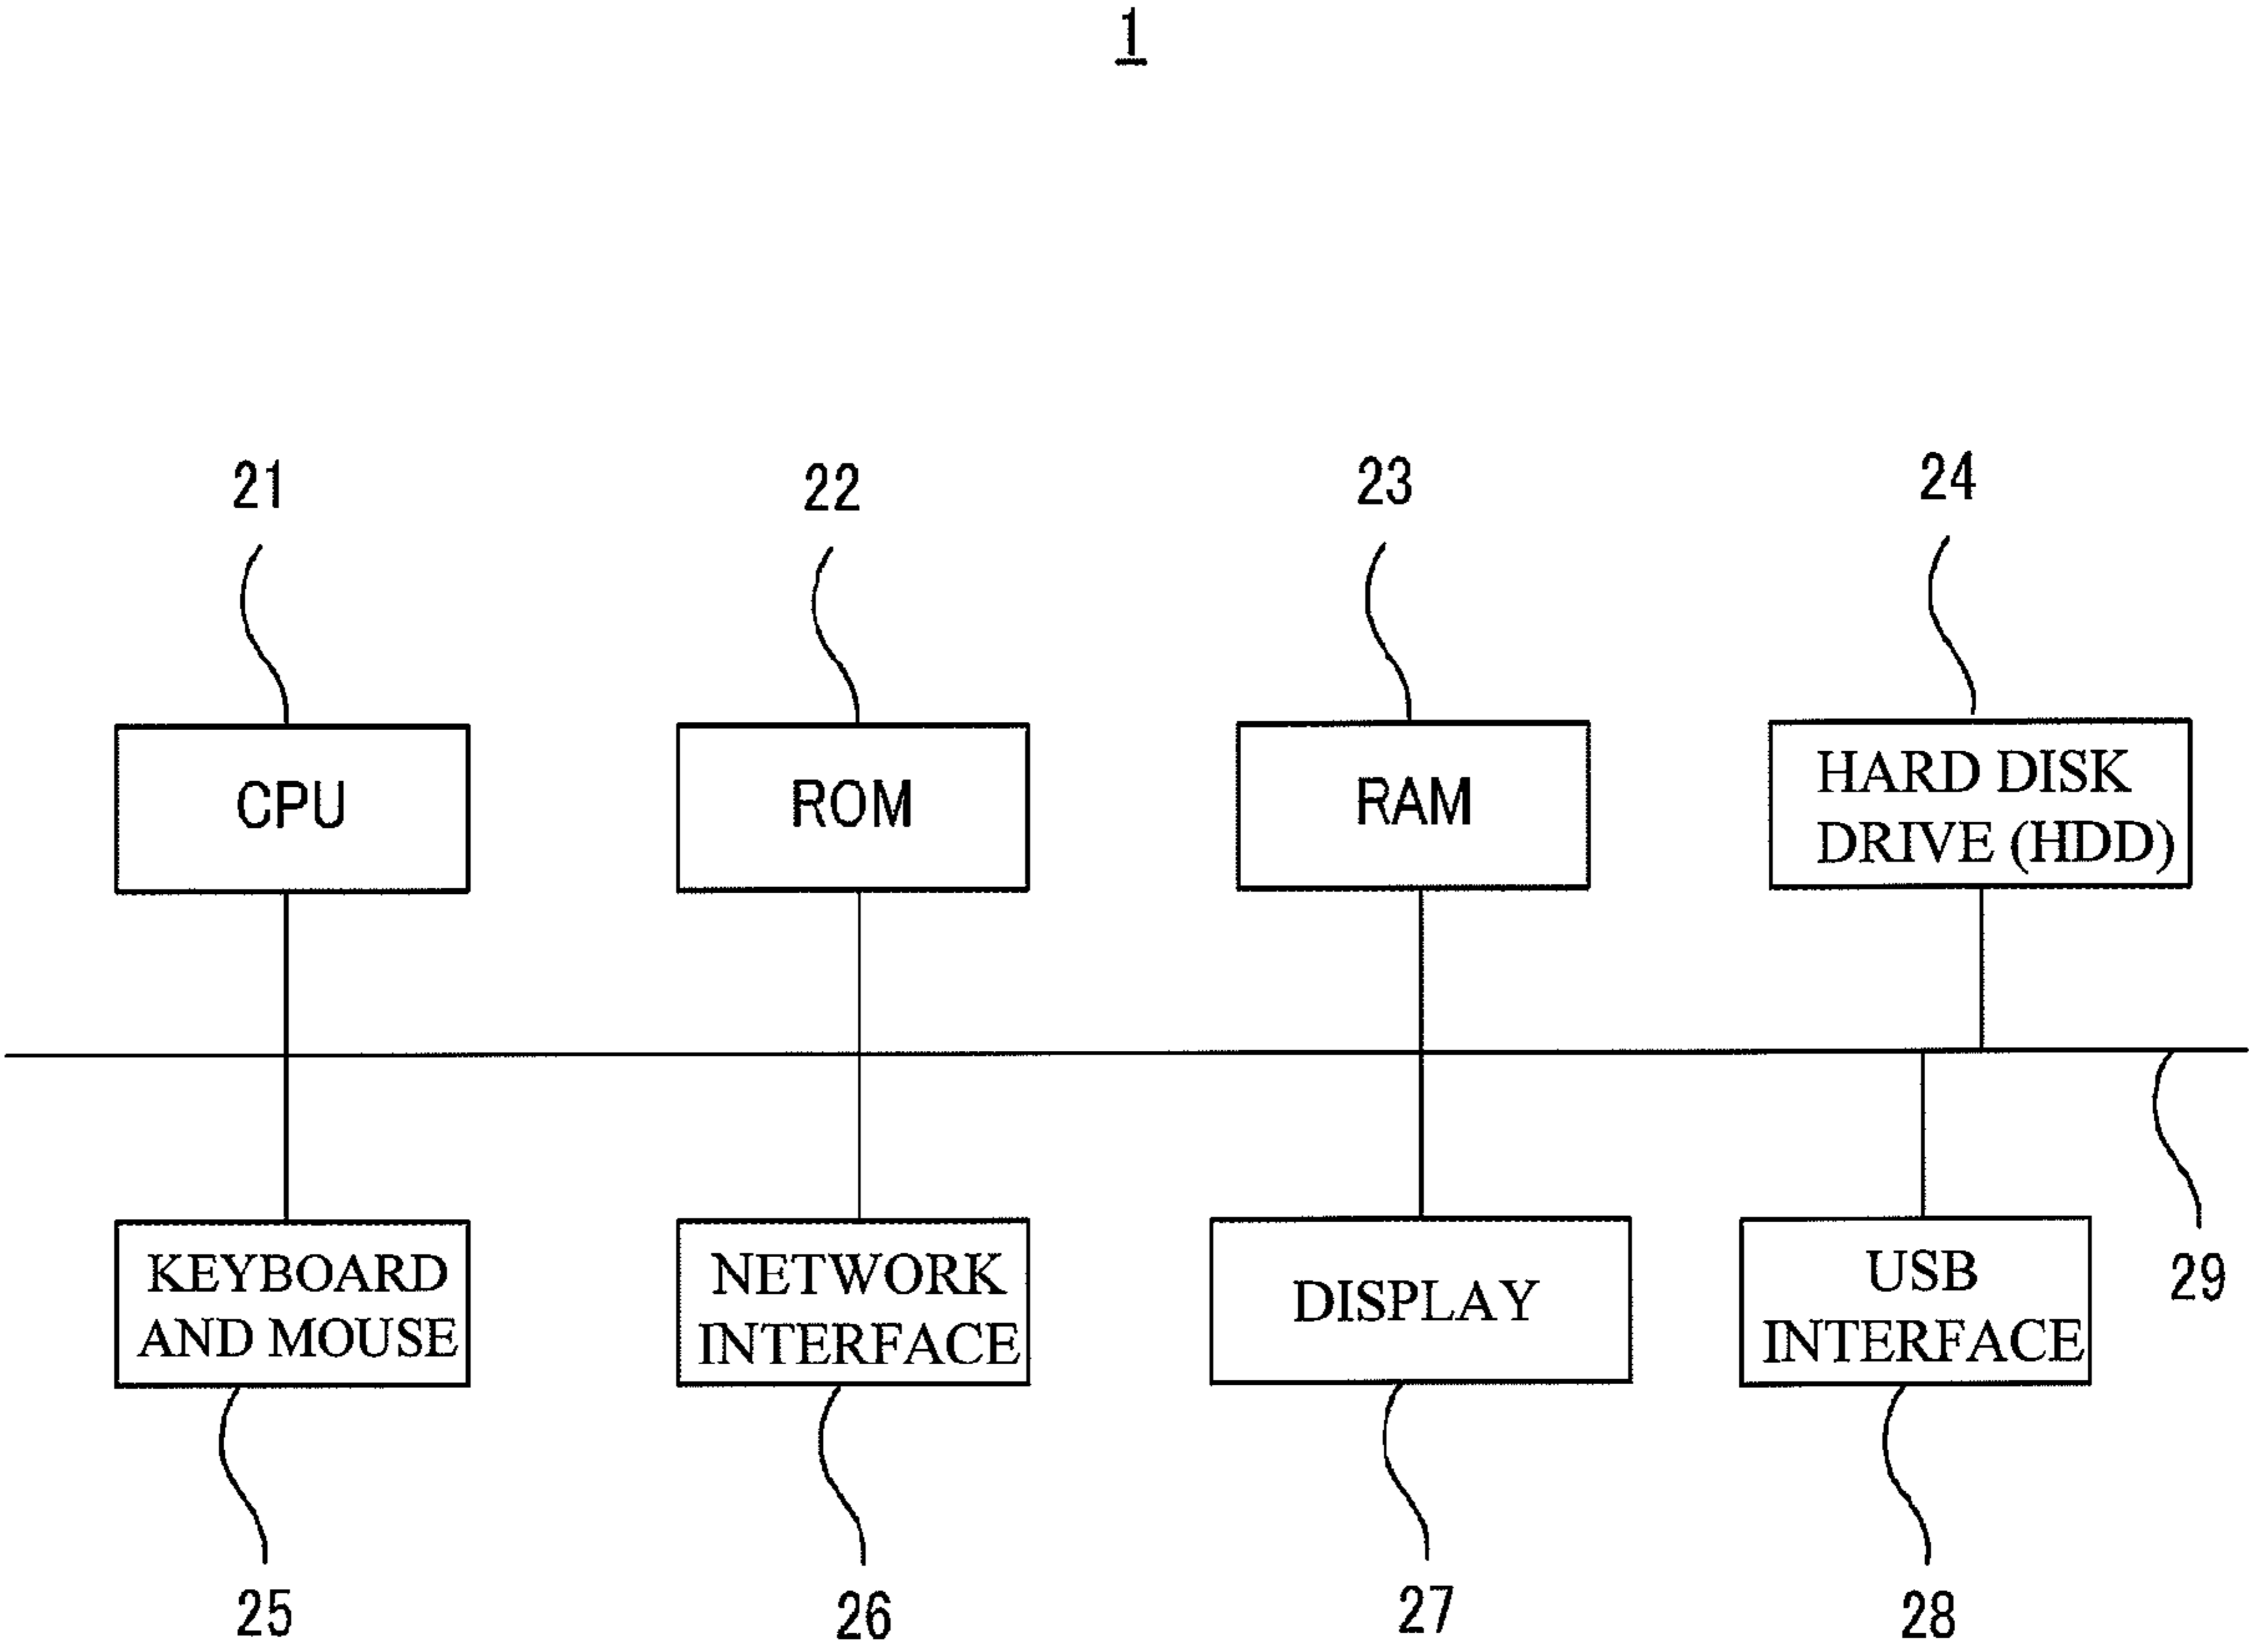 1
21
22
23
24
CPU
ROM
RAM
HARD DISK
DRIVE (HDD)
KEYBOARD
AND MOUSE
NETWORK
INTERFACE
DISPLAY
USB
INTERFACE
29
25
26
27
28